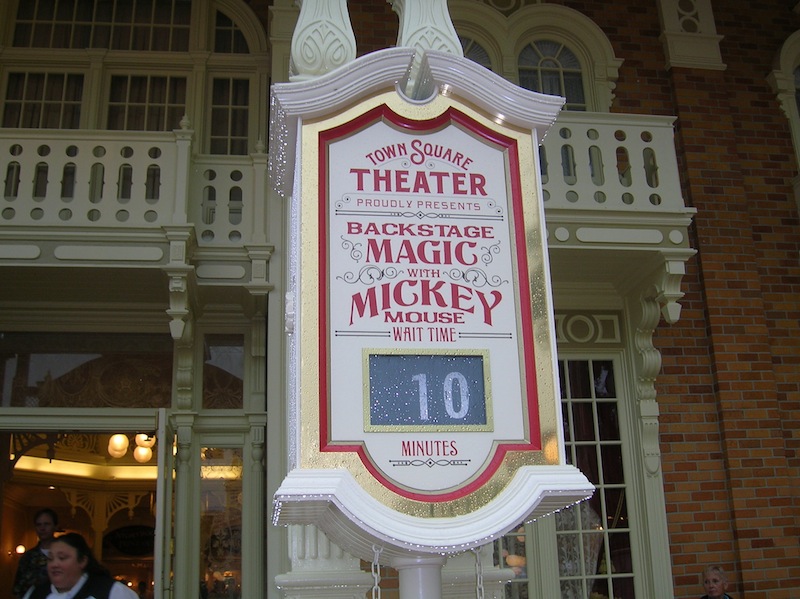 TOWN SQUARE
THEATER
PROUDLY PRESENTS
BACKSTAGE
MAGIC
WITH
MICKEY
MOUSE
WAIT TIME
10
MINUTES